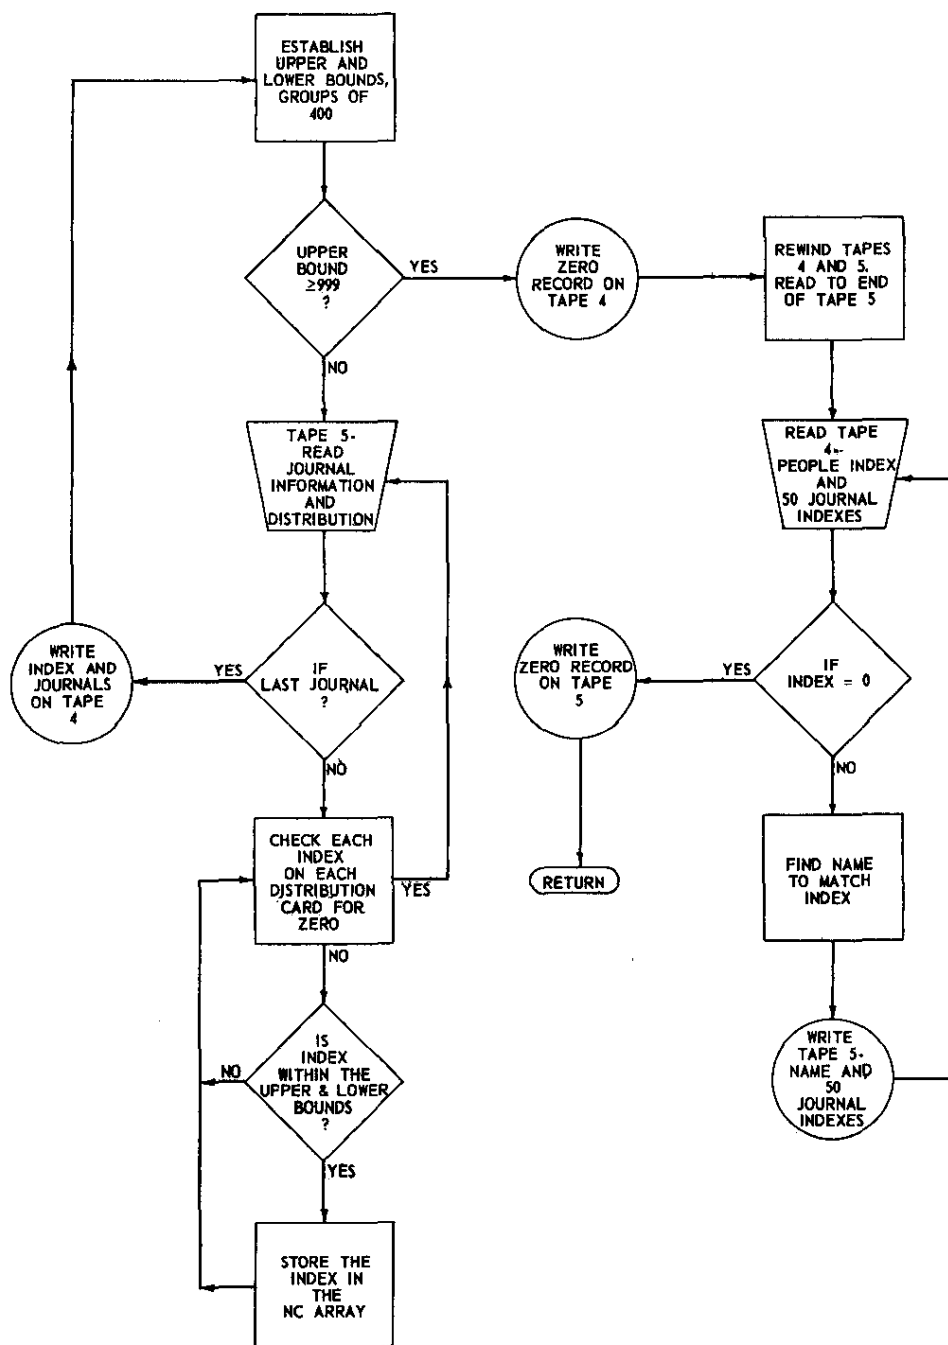 ESTABLISH
UPPER AND
LOWER BOUNDS,
GROUPS OF
400
UPPER
BOUND
≥999
?
YES
NO
WRITE
ZERO
RECORD ON
TAPE 4
REWIND TAPES
4 AND 5.
READ TO END
OF TAPE 5
TAPE 5-
READ
JOURNAL
INFORMATION
AND
DISTRIBUTION
READ TAPE
4-
PEOPLE INDEX
AND
50 JOURNAL
INDEXES
WRITE
INDEX AND
JOURNALS
ON TAPE
4
YES
IF
LAST JOURNAL
?
NO
WRITE
ZERO RECORD
ON TAPE
5
YES
IF
INDEX = 0
NO
CHECK EACH
INDEX
ON EACH
DISTRIBUTION
CARD FOR
ZERO
YES
NO
RETURN
FIND NAME
TO MATCH
INDEX
IS
INDEX
WITHIN THE
UPPER & LOWER
BOUNDS
?
NO
YES
WRITE
TAPE 5-
NAME AND
50
JOURNAL
INDEXES
STORE THE
INDEX IN
THE
NC ARRAY